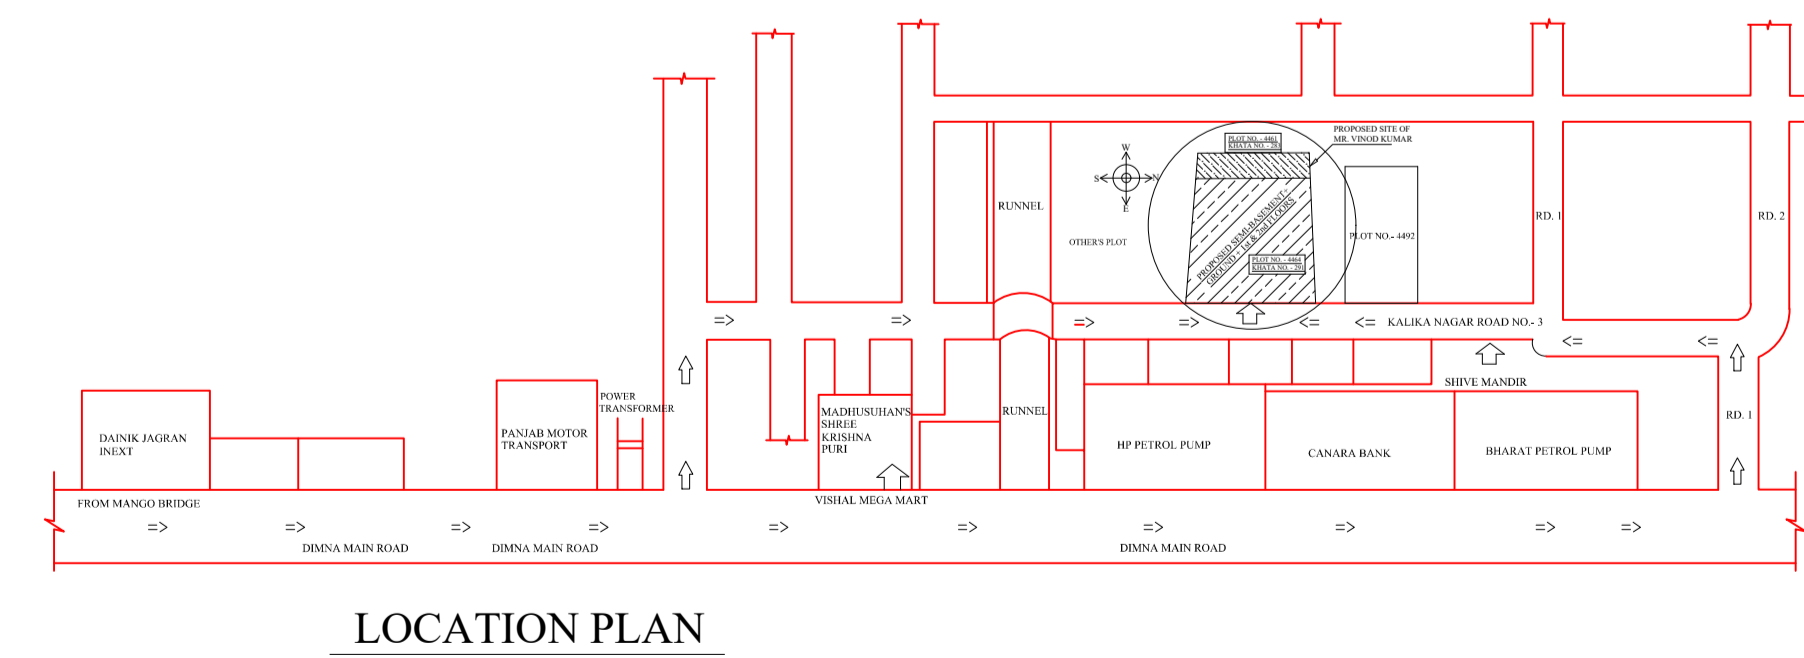 PLOT NO. - 4461
KHATA NO. - 283
PROPOSED SITE OF
MR. VINOD KUMAR
W
S
N
E
RUNNEL
OTHER'S PLOT
PROPOSED SEMI-BASEMENT+
GROUND + 1st & 2nd FLOORS
PLOT NO. - 4464
KHATA NO. - 291
PLOT NO.- 4492
RD. 1
RD. 2
=>
=>
=>
=>
<=
<=
KALIKA NAGAR ROAD NO.- 3
<=
<=
SHIVE MANDIR
POWER
TRANSFORMER
DAINIK JAGRAN
INEXT
PANJAB MOTOR
TRANSPORT
MADHUSUHAN'S
SHREE
KRISHNA
PURI
RUNNEL
HP PETROL PUMP
CANARA BANK
BHARAT PETROL PUMP
RD. 1
FROM MANGO BRIDGE
VISHAL MEGA MART
=>
=>
=>
=>
=>
=>
=>
=>
=>
=>
DIMNA MAIN ROAD
DIMNA MAIN ROAD
DIMNA MAIN ROAD
LOCATION PLAN